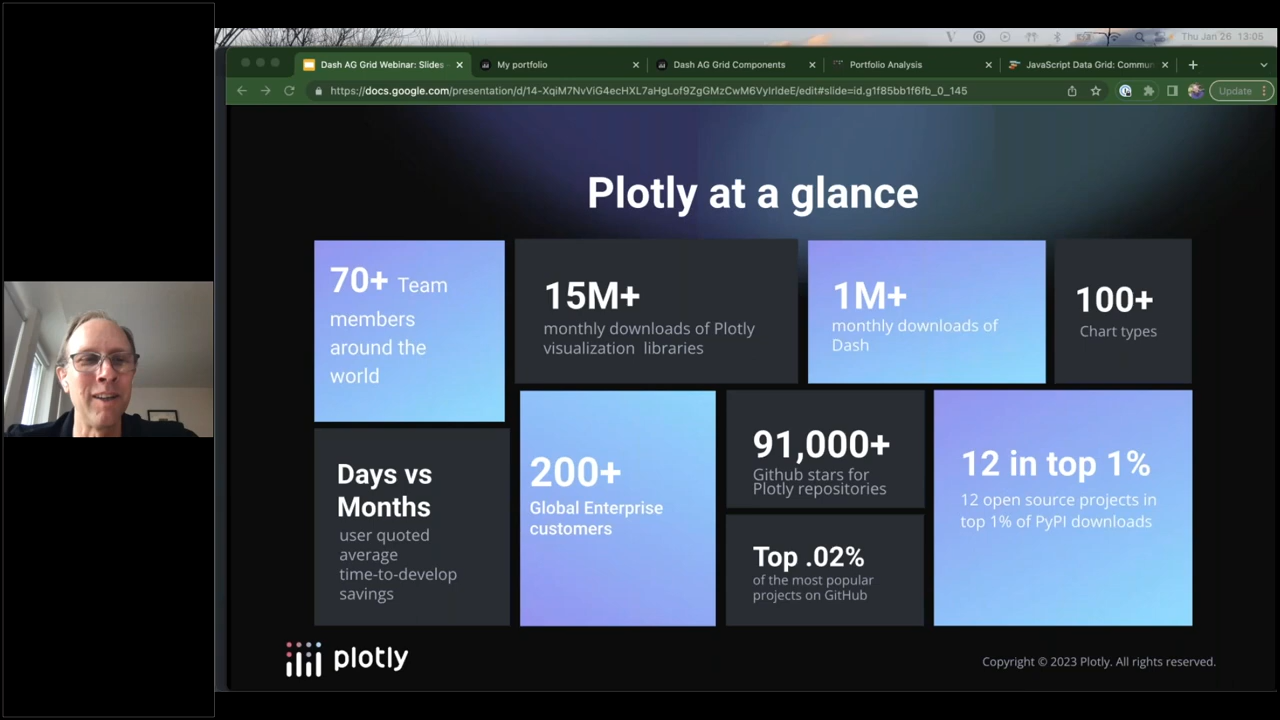 Thu Jan 26 13:05
Dash AG Grid Webinar: Slides
My portfolio
Dash AG Grid Components
Portfolio Analysis
JavaScript Data Grid: Commun
https://docs.google.com/presentation/d/14-XqiM7NvViG4ecHXL7aHgLof9ZgGMzCwM6VyIrldeE/edit#slide=id.g1f85bb1f6fb_0_145
Update
Plotly at a glance
70+ Team
members
around the
world
15M+
monthly downloads of Plotly
visualization libraries
1M+
monthly downloads of
Dash
100+
Chart types
Days vs
Months
user quoted
average
time-to-develop
savings
200+
Global Enterprise
customers
91,000+
Github stars for
Plotly repositories
Top .02%
of the most popular
projects on GitHub
12 in top 1%
12 open source projects in
top 1% of PyPI downloads
plotly
Copyright © 2023 Plotly. All rights reserved.